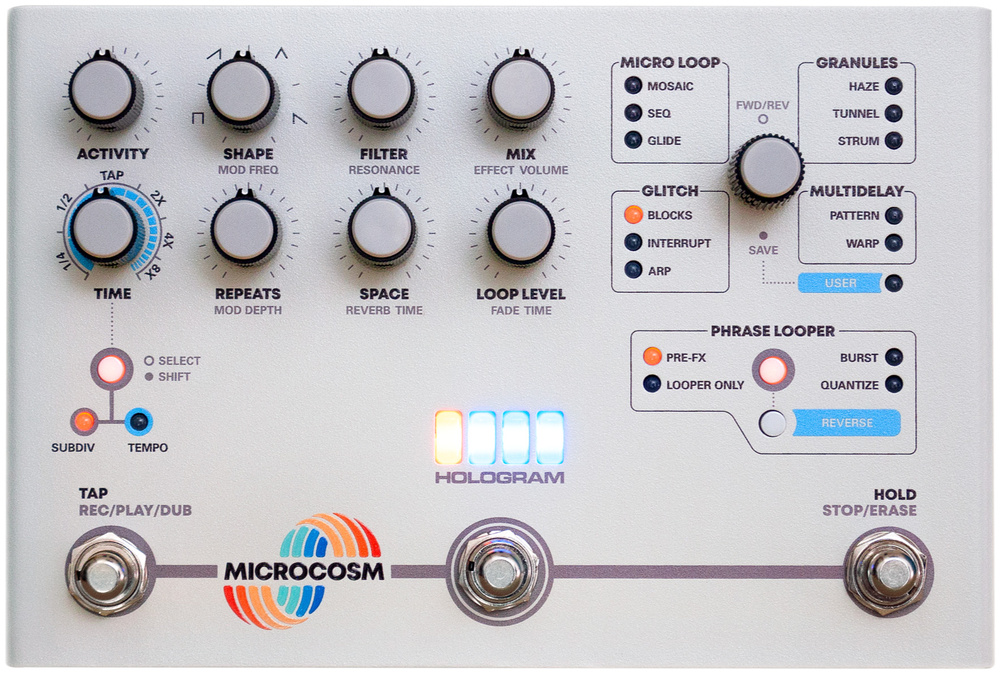 MICRO LOOP
GRANULES
MOSAIC
HAZE
FWD/REV
SEQ
TUNNEL
GLIDE
STRUM
ACTIVITY
SHAPE
FILTER
MIX
MOD FREQ
RESONANCE
EFFECT VOLUME
TAP
1/2
2X
1/4
4X
8X
GLITCH
MULTIDELAY
BLOCKS
PATTERN
INTERRUPT
WARP
SAVE
ARP
USER
TIME
REPEATS
SPACE
LOOP LEVEL
MOD DEPTH
REVERB TIME
FADE TIME
PHRASE LOOPER
SELECT
PRE-FX
BURST
SHIFT
LOOPER ONLY
QUANTIZE
REVERSE
SUBDIV
TEMPO
HOLOGRAM
TAP
HOLD
REC/PLAY/DUB
STOP/ERASE
MICROCOSM